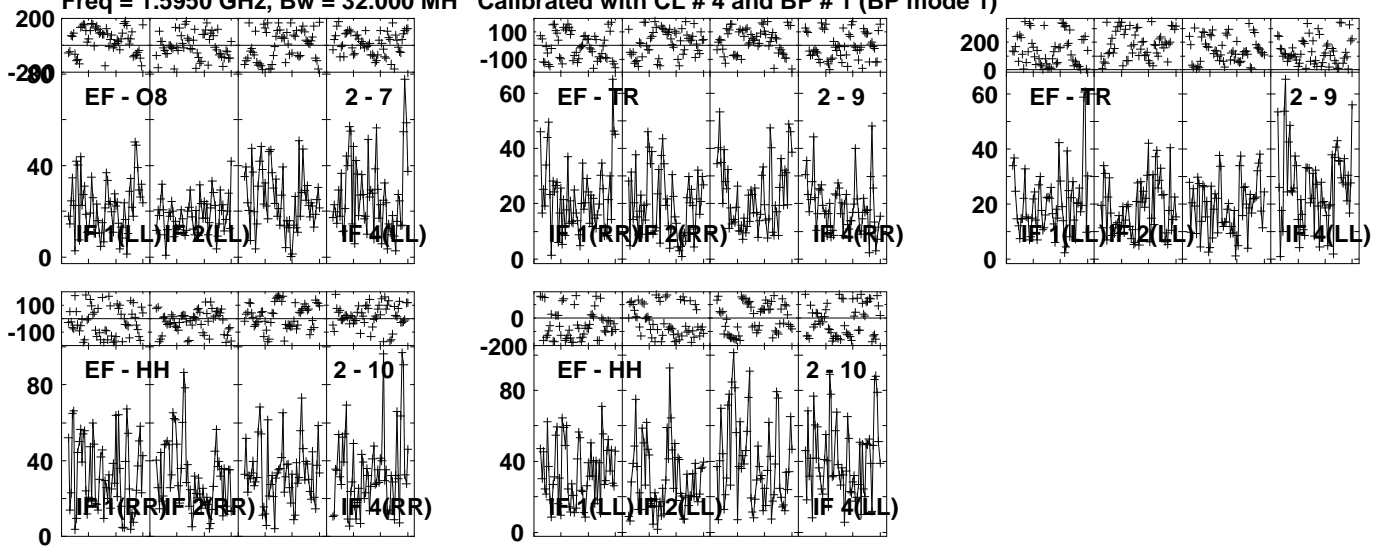 Freq = 1.5950 GHz, Bw = 32.000 MH Calibrated with CL # 4 and BP # 1 (BP mode 1)
200
-200
80
40
0
EF - O8 2 - 7
IF 1(LL) IF 2(LL) IF 4(LL)
100
-100
60
40
20
0
EF - TR 2 - 9
IF 1(RR) IF 2(RR) IF 4(RR)
200
0
60
40
20
0
EF - TR 2 - 9
IF 1(LL) IF 2(LL) IF 4(LL)
100
-100
80
40
0
EF - HH 2 - 10
IF 1(RR) IF 2(RR) IF 4(RR)
0
-200
80
40
0
EF - HH 2 - 10
IF 1(LL) IF 2(LL) IF 4(LL)